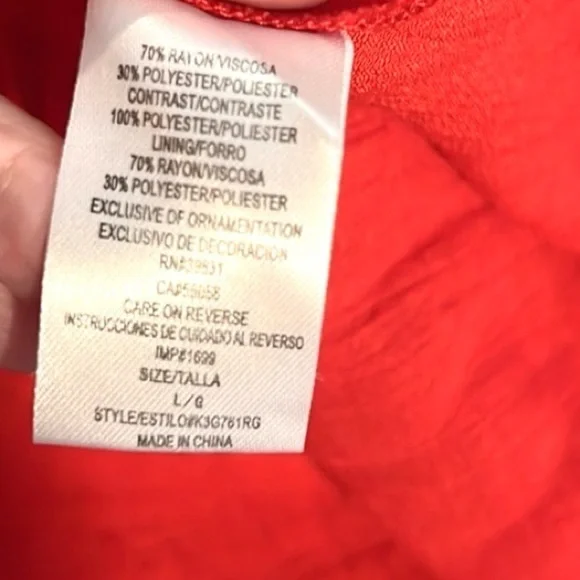 70% RAYON/VISCOSA
30% POLYESTER/POLIESTER
CONTRAST/CONTRASTE
100% POLYESTER/POLIESTER
LINING/FORRO
70% RAYON/VISCOSA
30% POLYESTER/POLIESTER
EXCLUSIVE OF ORNAMENTATION
EXCLUSIVO DE DECORACION
CARE ON REVERSE
INSTRUCCIONES DE CUIDADO AL REVERSO
IMP#1699
SIZE/TALLA
L/G
STYLE/ESTILO#K3G761RG
MADE IN CHINA